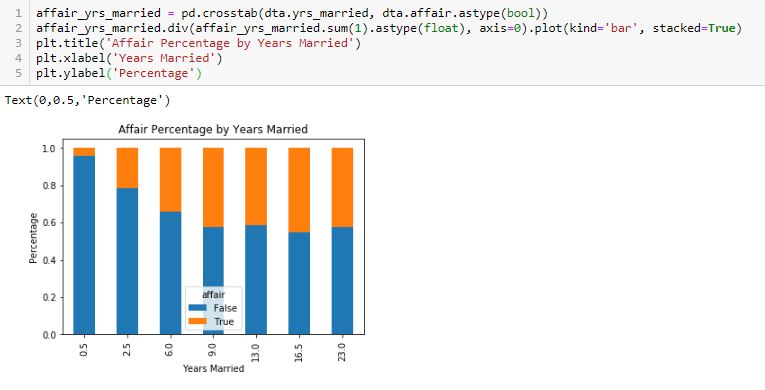 1 affair_yrs_married = pd.crosstab(dta.yrs_married, dta.affair.astype(bool))
2 affair_yrs_married.div(affair_yrs_married.sum(1).astype(float), axis=0).plot(kind='bar', stacked=True)
3 plt.title('Affair Percentage by Years Married')
4 plt.xlabel('Years Married')
5 plt.ylabel('Percentage')
Text(0,0.5,'Percentage')
Affair Percentage by Years Married
1.0
0.8
0.6
0.4
0.2
0.0
Percentage
affair
False
True
0.5 2.5 6.0 9.0 13.0 16.5 23.0
Years Married